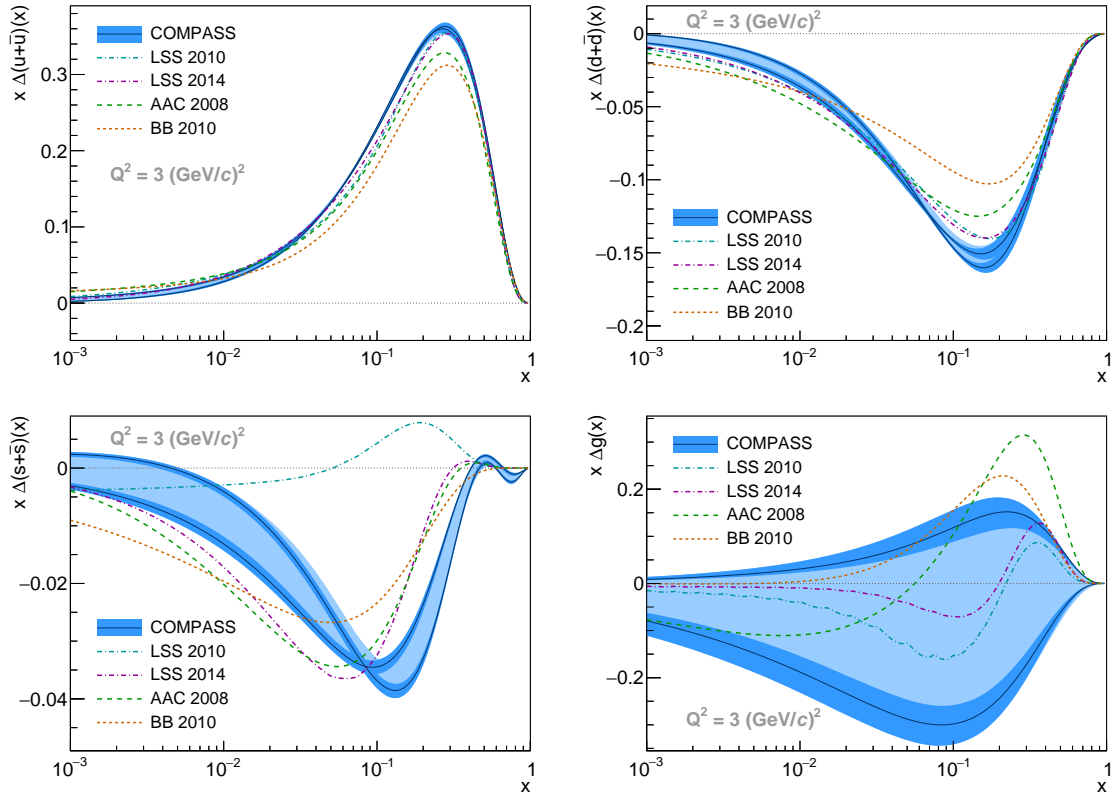 x Δ(u+ū)(x)
0.4
0.2
0
COMPASS
LSS 2010
LSS 2014
AAC 2008
BB 2010
Q² = 3 (GeV/c)²
10⁻³ 10⁻² 10⁻¹ 1
x
x Δ(d+d̄)(x)
Q² = 3 (GeV/c)²
0
−0.05
−0.1
−0.15
−0.2
COMPASS
LSS 2010
LSS 2014
AAC 2008
BB 2010
10⁻³ 10⁻² 10⁻¹ 1
x
x Δ(s+s̄)(x)
Q² = 3 (GeV/c)²
0
−0.02
−0.04
COMPASS
LSS 2010
LSS 2014
AAC 2008
BB 2010
10⁻³ 10⁻² 10⁻¹ 1
x
x Δg(x)
COMPASS
LSS 2010
LSS 2014
AAC 2008
BB 2010
0.2
0
−0.2
Q² = 3 (GeV/c)²
10⁻³ 10⁻² 10⁻¹ 1
x